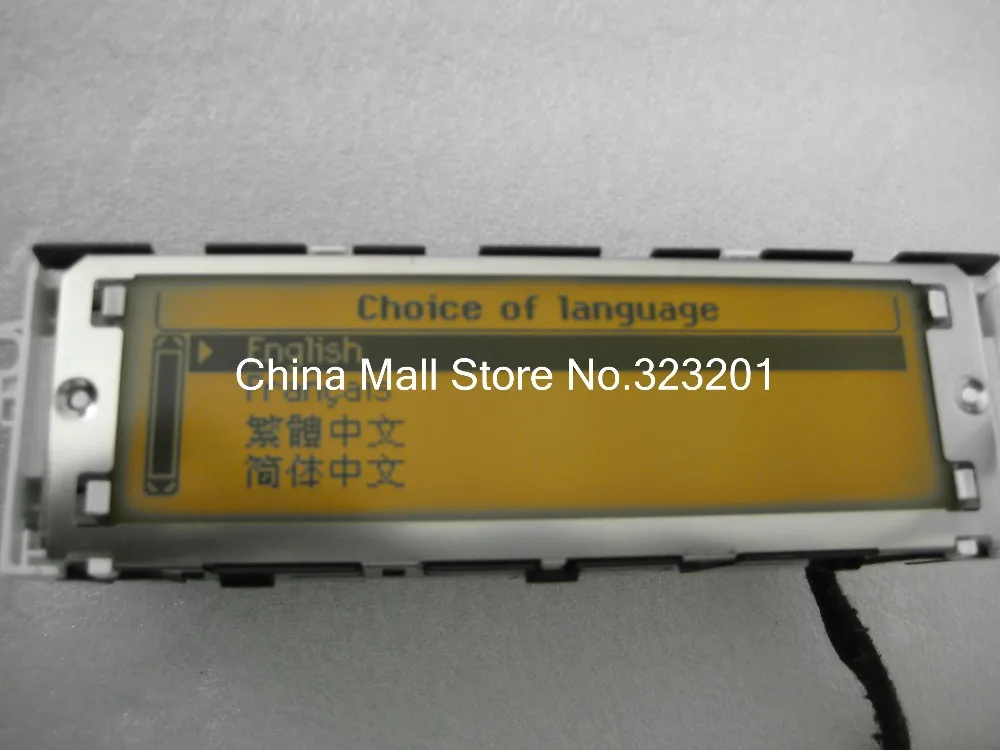 Choice of language
English
China Mall Store No.323201
Français
繁體中文
简体中文